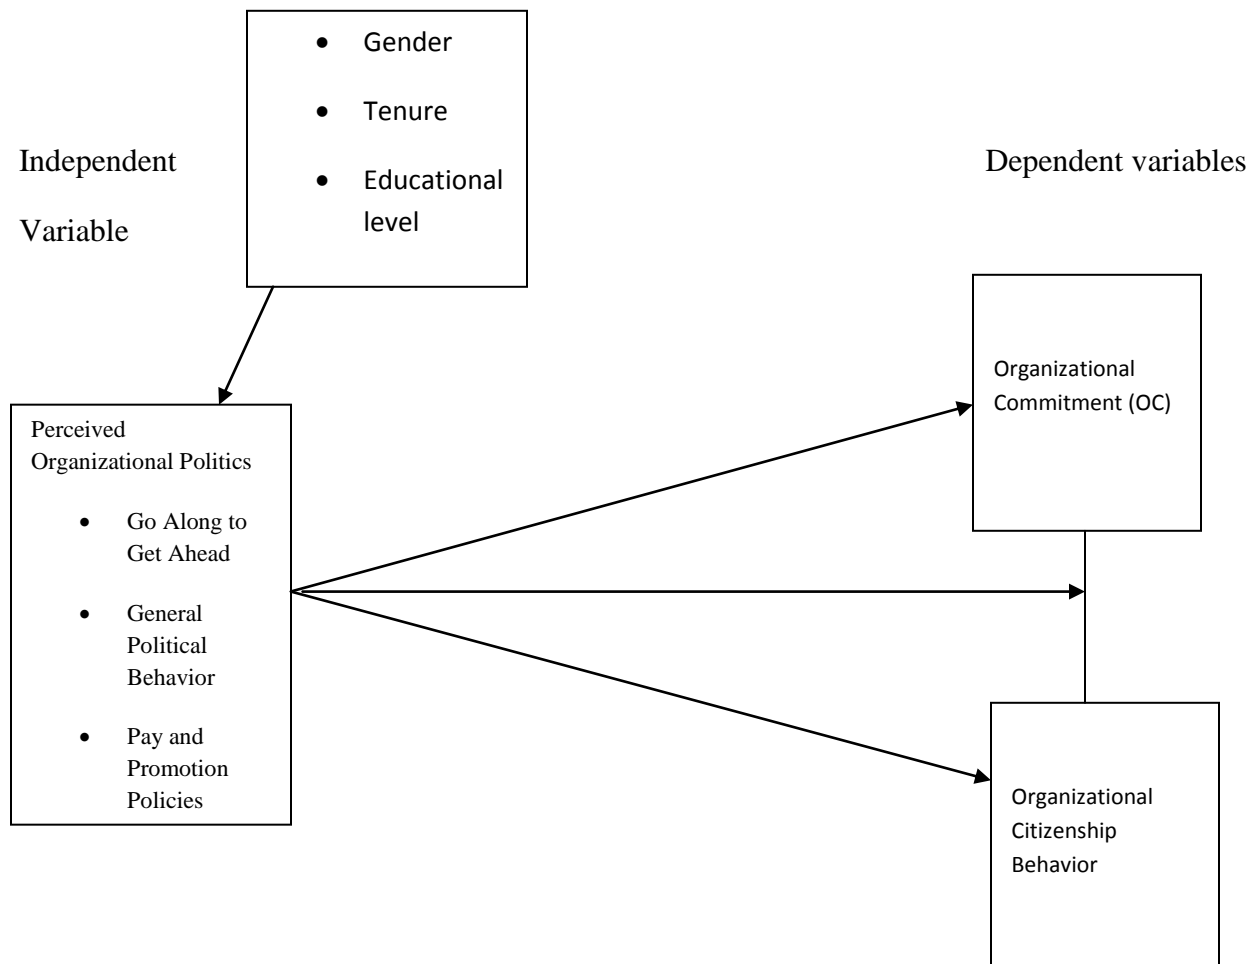 • Gender
• Tenure
• Educational
level
Independent
Variable
Dependent variables
Perceived
Organizational Politics
• Go Along to
Get Ahead
• General
Political
Behavior
• Pay and
Promotion
Policies
Organizational
Commitment (OC)
Organizational
Citizenship
Behavior